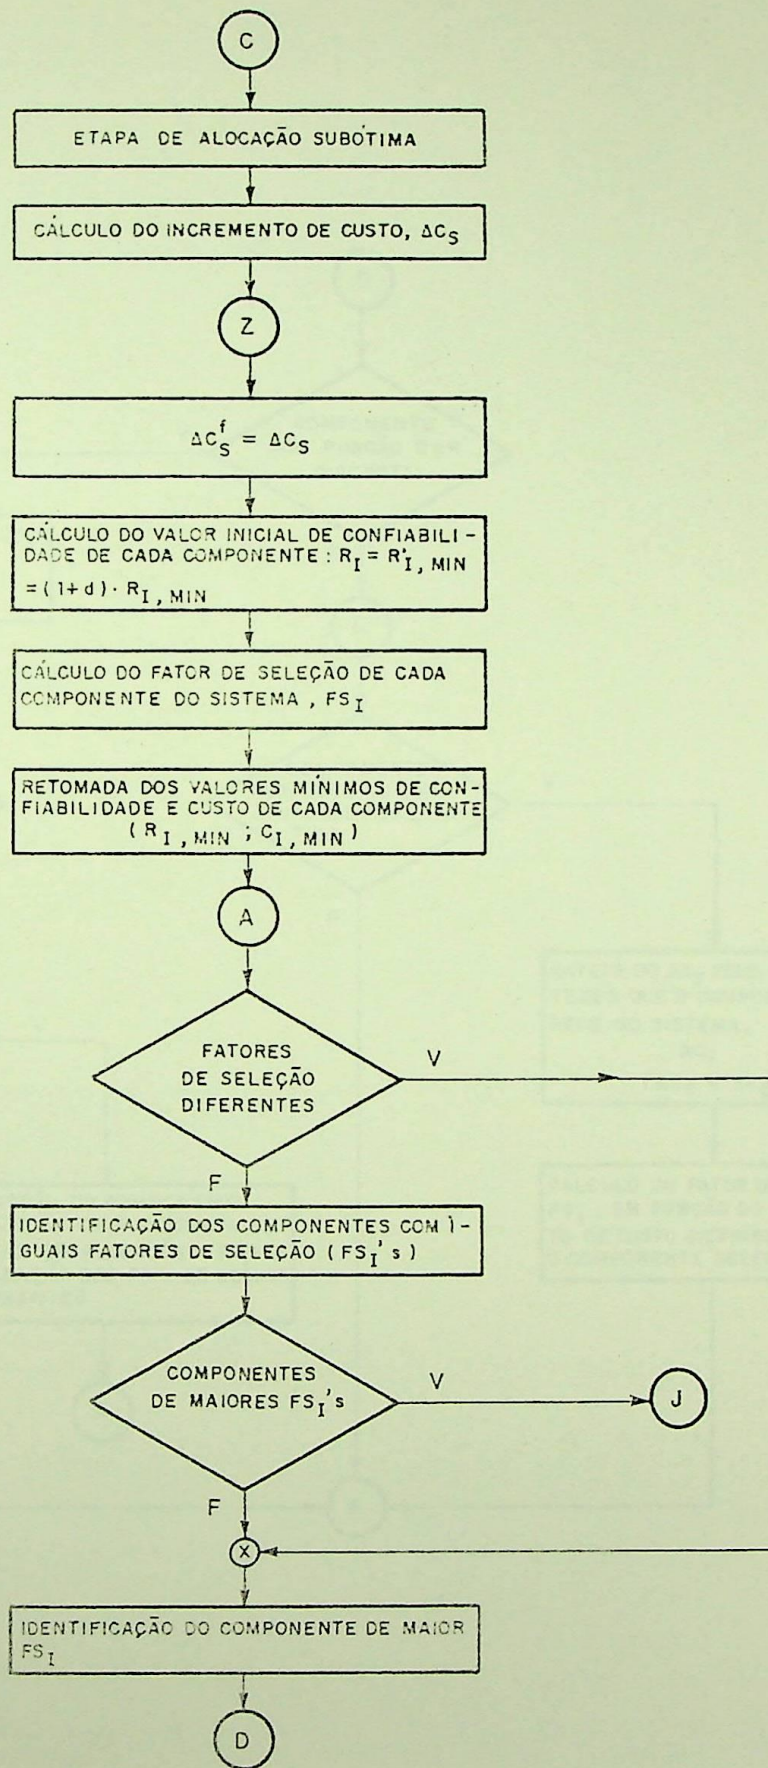 C
ETAPA DE ALOCAÇÃO SUBÓTIMA
CÁLCULO DO INCREMENTO DE CUSTO, ΔC_S
Z
ΔC_S^f = ΔC_S
CÁLCULO DO VALOR INICIAL DE CONFIABILI-
DADE DE CADA COMPONENTE : R_I = R'_I, MIN
=(1+d)· R_I, MIN
CÁLCULO DO FATOR DE SELEÇÃO DE CADA
COMPONENTE DO SISTEMA , FS_I
RETOMADA DOS VALORES MÍNIMOS DE CON-
FIABILIDADE E CUSTO DE CADA COMPONENTE
( R_I, MIN ; C_I, MIN )
A
FATORES
DE SELEÇÃO
DIFERENTES
V
F
IDENTIFICAÇÃO DOS COMPONENTES COM I-
GUAIS FATORES DE SELEÇÃO ( FS_I's )
COMPONENTES
DE MAIORES FS_I's
V
J
F
X
IDENTIFICAÇÃO DO COMPONENTE DE MAIOR
FS_I
D